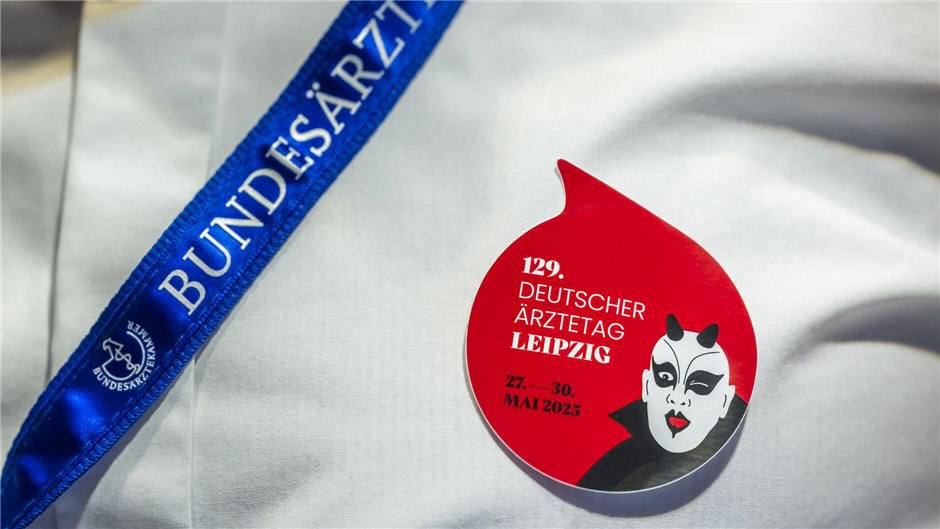 BUNDESÄRZT
BUNDESÄRZTEKAMMER
129.
DEUTSCHER
ÄRZTETAG
LEIPZIG
27.—30.
MAI 2025